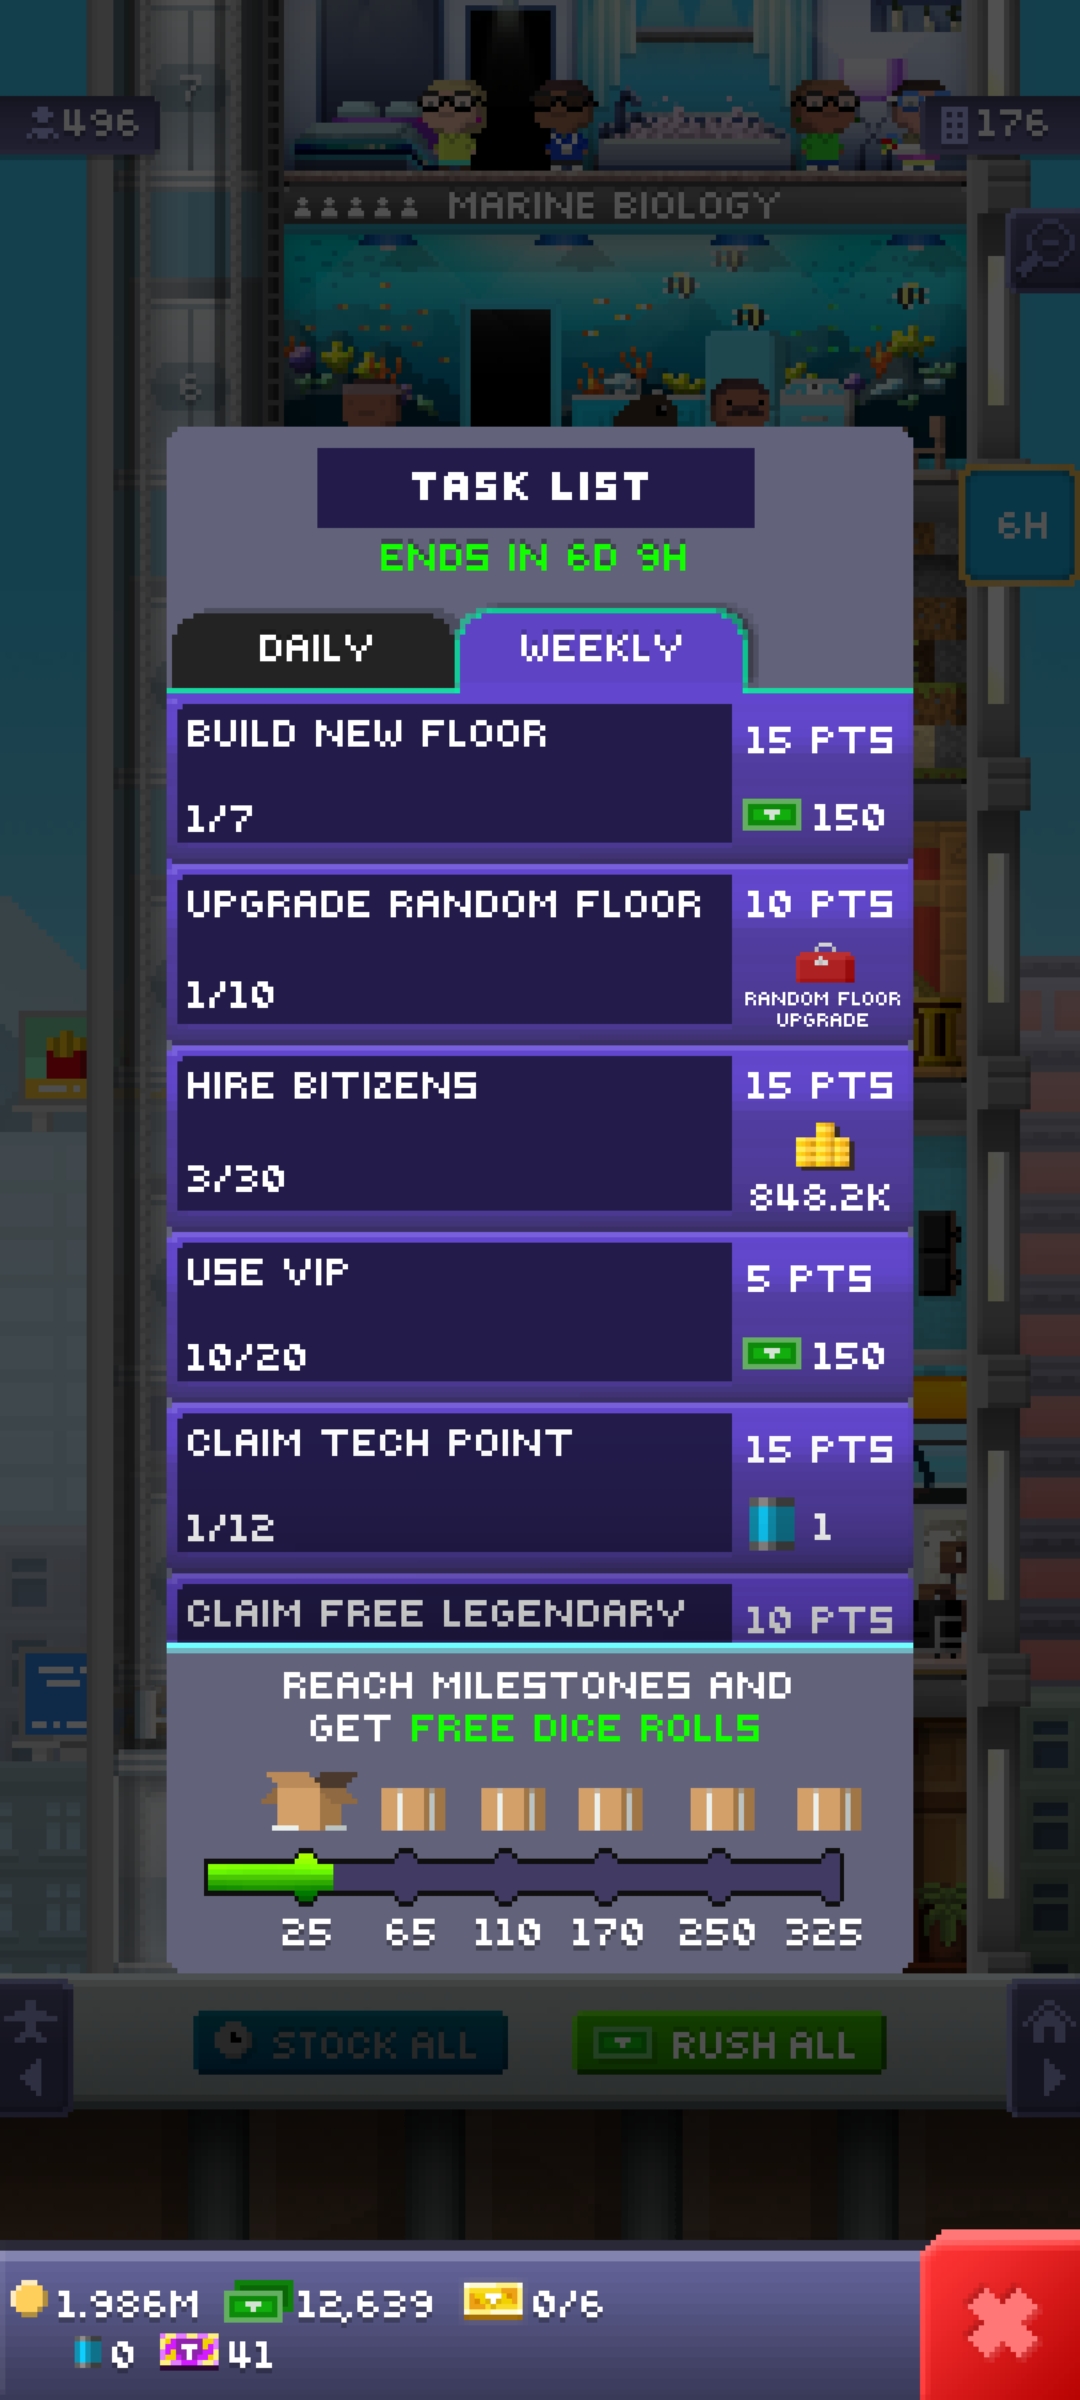 7
496
176
MARINE BIOLOGY
6
TASK LIST
6H
ENDS IN 6D 9H
DAILY
WEEKLY
BUILD NEW FLOOR
15 PTS
1/7
150
UPGRADE RANDOM FLOOR
10 PTS
1/10
RANDOM FLOOR
UPGRADE
HIRE BITIZENS
15 PTS
3/30
848.2K
USE VIP
5 PTS
10/20
150
CLAIM TECH POINT
15 PTS
1/12
1
CLAIM FREE LEGENDARY
10 PTS
REACH MILESTONES AND
GET FREE DICE ROLLS
25 65 110 170 250 325
STOCK ALL
RUSH ALL
1.986M 12,639 0/6
0 41